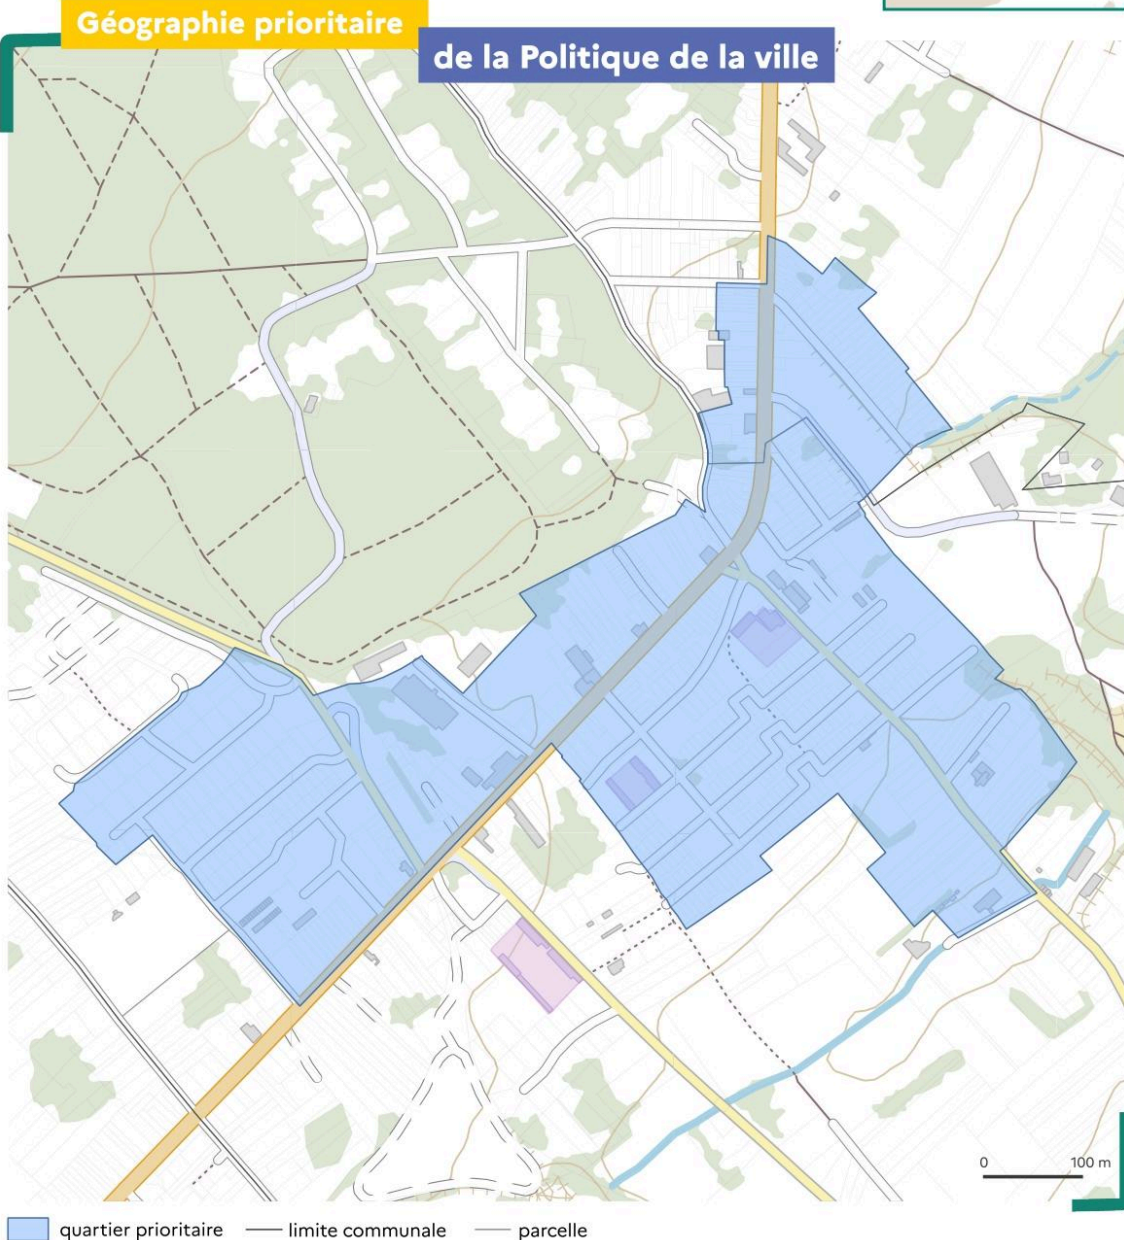 Géographie prioritaire
de la Politique de la ville
0 100 m
quartier prioritaire limite communale parcelle